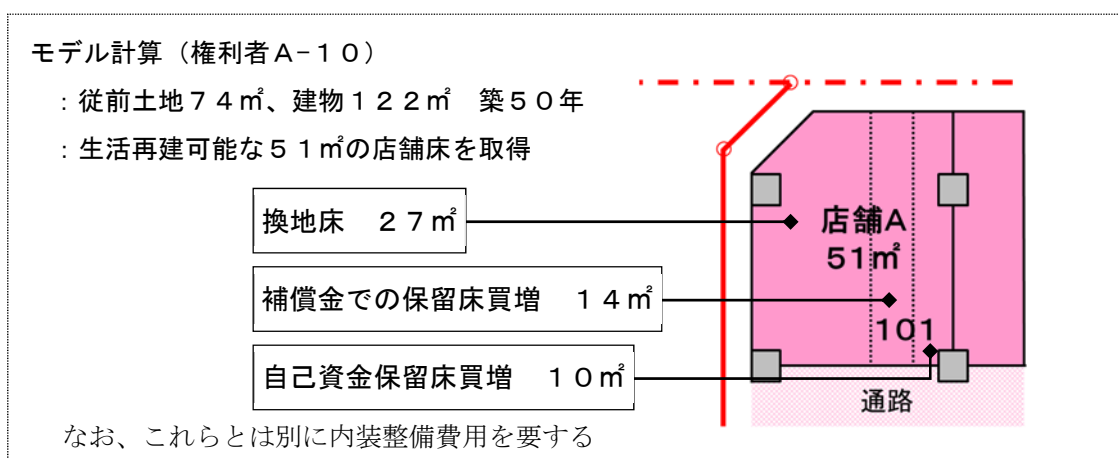 モデル計算（権利者A-10）
：従前土地７４㎡、建物１２２㎡　築５０年
：生活再建可能な５１㎡の店舗床を取得
換地床　２７㎡
補償金での保留床買増　１４㎡
自己資金保留床買増　１０㎡
店舗A
51㎡
101
通路
なお、これらとは別に内装整備費用を要する